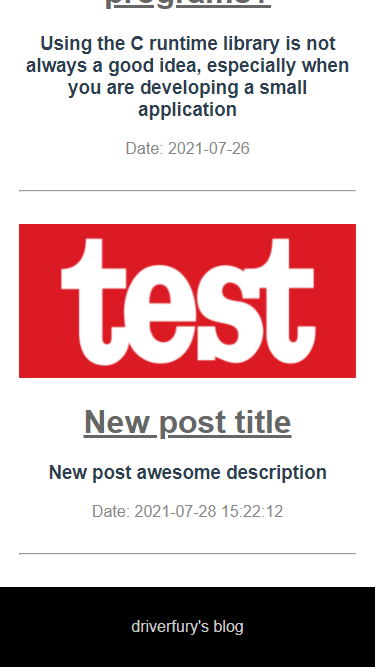 programs?
Using the C runtime library is not
always a good idea, especially when
you are developing a small
application
Date: 2021-07-26
test
New post title
New post awesome description
Date: 2021-07-28 15:22:12
driverfury's blog